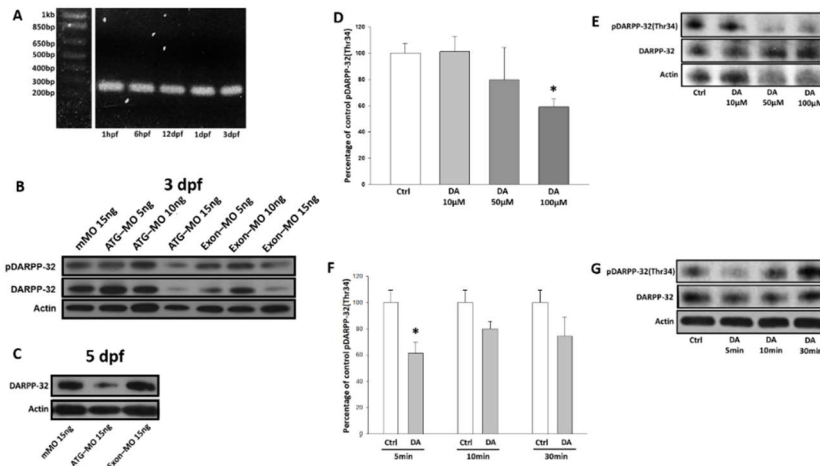 A
1kb
850bp
650bp
500bp
400bp
300bp
200bp
1hpf
6hpf
12dpf
1dpf
3dpf
B
3 dpf
mMO 15ng
ATG–MO 5ng
ATG–MO 10ng
ATG–MO 15ng
Exon–MO 5ng
Exon–MO 10ng
Exon–MO 15ng
pDARPP-32
DARPP-32
Actin
C
5 dpf
DARPP-32
Actin
mMO 15ng
ATG–MO 15ng
Exon–MO 15ng
D
Percentage of control pDARPP-32(Thr34)
120
100
80
60
40
20
0
*
Ctrl
DA
10µM
DA
50µM
DA
100µM
E
pDARPP-32(Thr34)
DARPP-32
Actin
Ctrl
DA
10µM
DA
50µM
DA
100µM
F
Percentage of control pDARPP-32(Thr34)
120
100
80
60
40
20
0
*
Ctrl DA
Ctrl DA
Ctrl DA
5min
10min
30min
G
pDARPP-32(Thr34)
DARPP-32
Actin
Ctrl
DA
5min
DA
10min
DA
30min